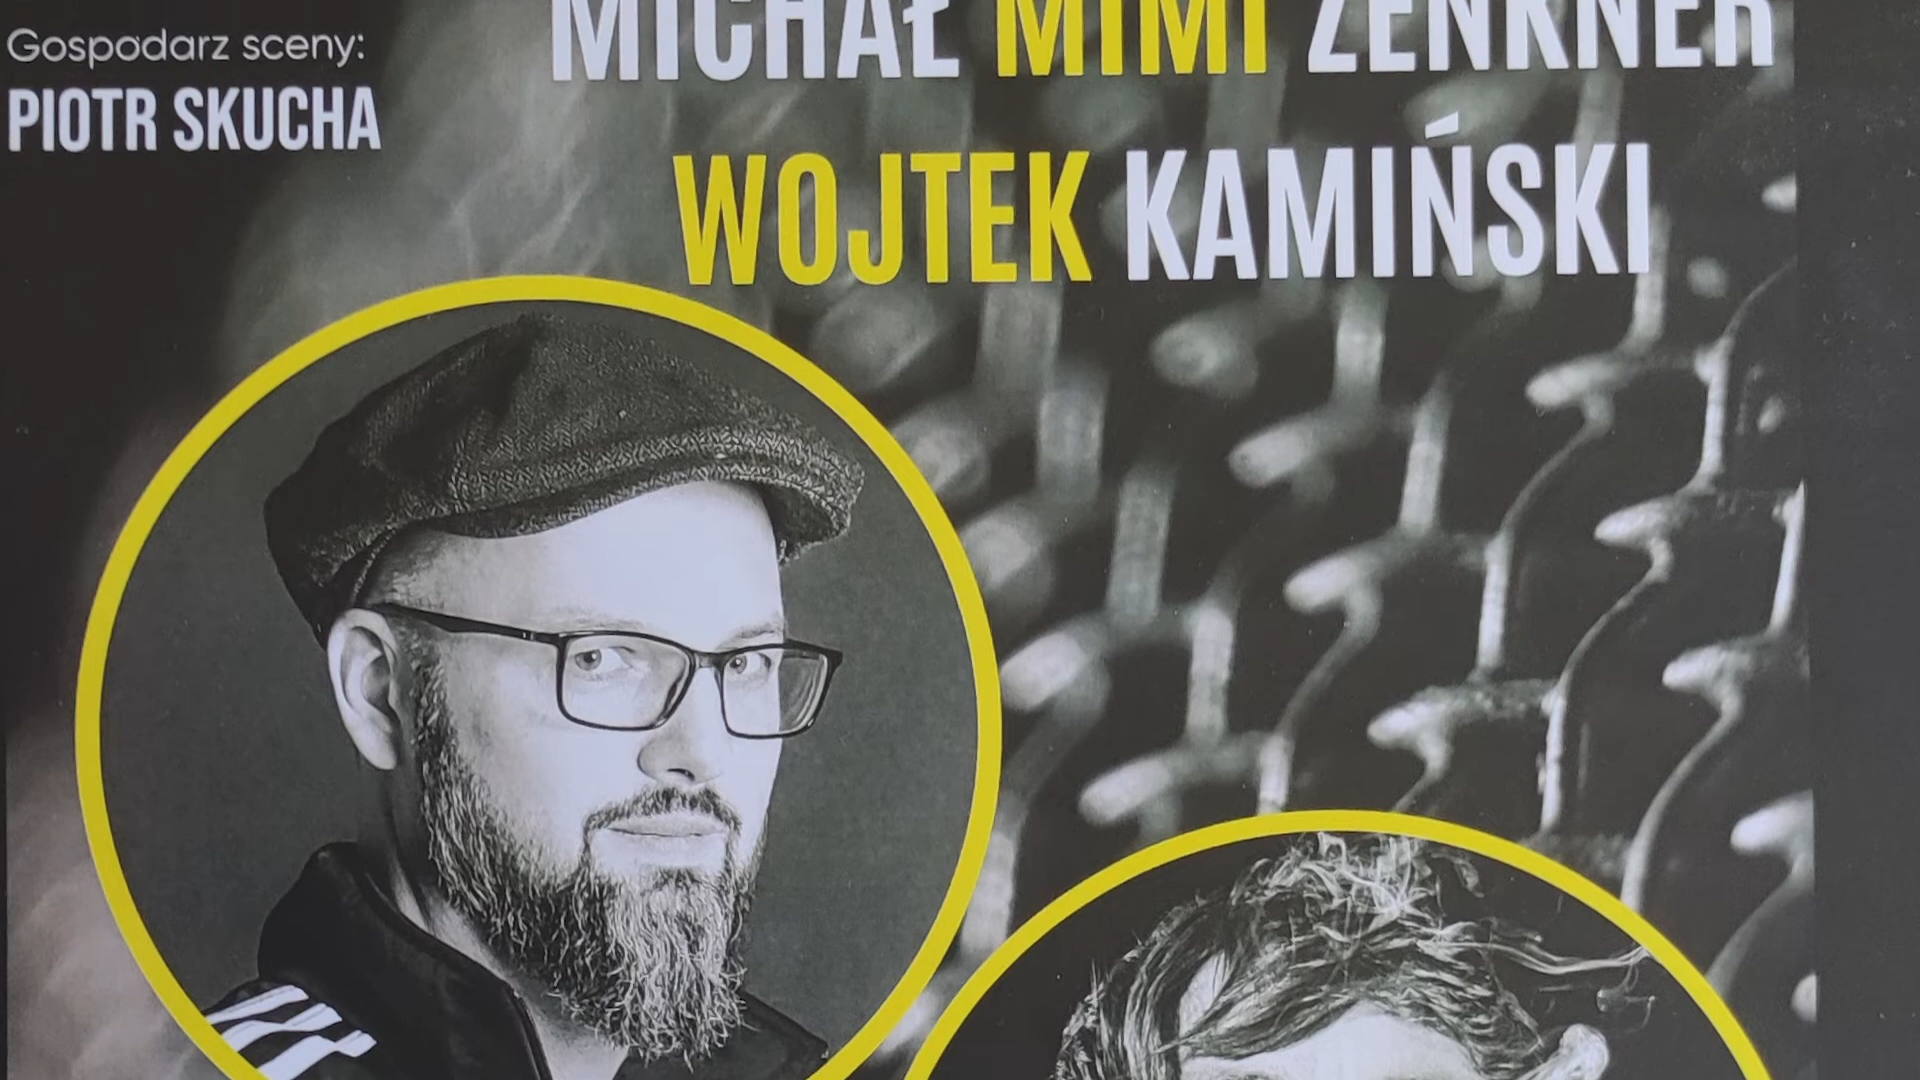 Gospodarz sceny:
PIOTR SKUCHA
MICHAŁ MIMI ZENKNER
WOJTEK KAMIŃSKI